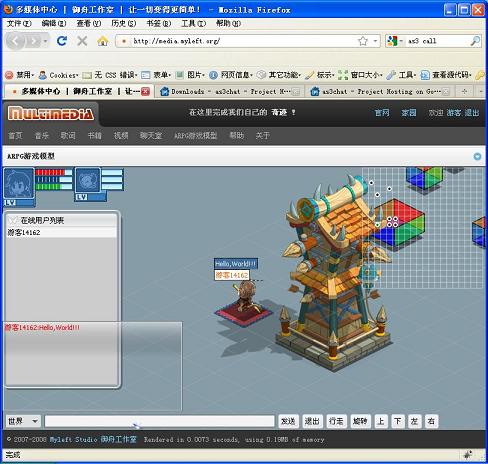 多媒体中心 | 御舟工作室 | 让一切变得更简单! - Mozilla Firefox
文件(F) 编辑(E) 查看(V) 历史(S) 书签(B) 工具(T) 帮助(H)
http://media.myleft.org/
as3 call
禁用 Cookies 无 CSS 错误 表单 图片 网页信息 其它功能 标示 窗口大小 工具 查看源代码
多媒体中心 | 御舟工作室 | 让一...
Downloads - as3chat - Project H...
as3chat - Project Hosting on Go...
MULTIMEDIA
在这里完成我们自己的 奇迹 !
官网 家园 欢迎 游客 退出
首页 音乐 歌词 书籍 视频 聊天室 ARPG游戏模型 帮助 关于
ARPG游戏模型
LV
LV
在线用户列表
游客14162
Hello,World!!!
游客14162
游客14162:Hello,World!!!
世界 发送 退出 行走 旋转 上 下 左 右
© 2007-2008 Myleft Studio 御舟工作室 Rendered in 0.0073 seconds, using 0.19MB of memory
完成